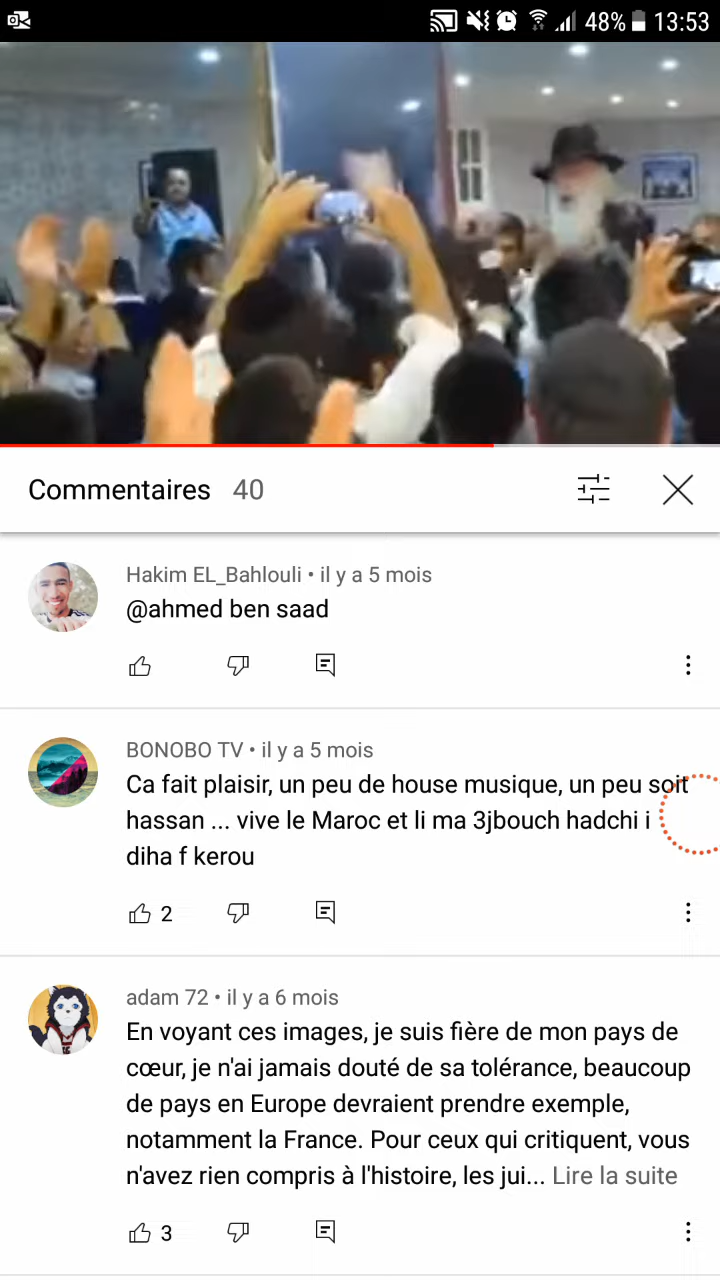 48% 13:53
Commentaires 40
Hakim EL_Bahlouli • il y a 5 mois
@ahmed ben saad
BONOBO TV • il y a 5 mois
Ca fait plaisir, un peu de house musique, un peu soit
hassan ... vive le Maroc et li ma 3jbouch hadchi i
diha f kerou
2
adam 72 • il y a 6 mois
En voyant ces images, je suis fière de mon pays de
cœur, je n'ai jamais douté de sa tolérance, beaucoup
de pays en Europe devraient prendre exemple,
notamment la France. Pour ceux qui critiquent, vous
n'avez rien compris à l'histoire, les jui... Lire la suite
3